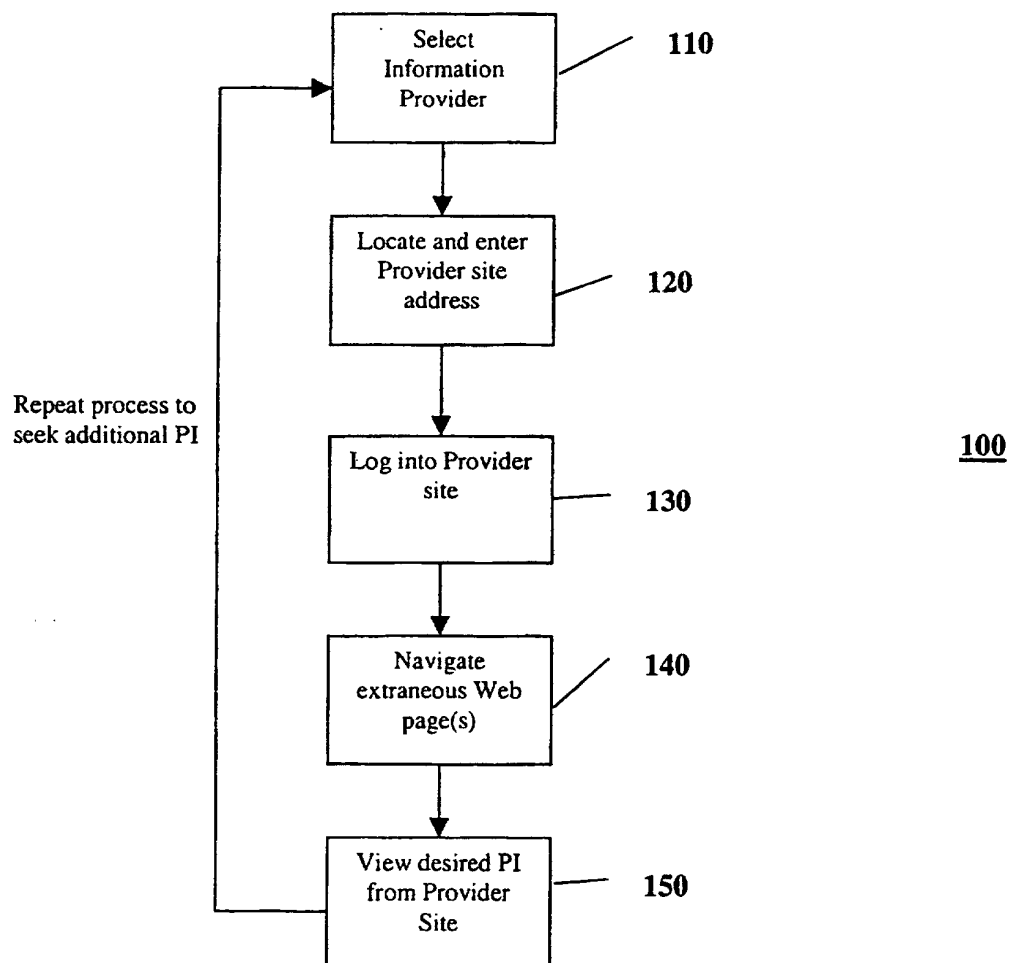 Select
Information
Provider
110
Locate and enter
Provider site
address
120
Repeat process to
seek additional PI
Log into Provider
site
130
100
Navigate
extraneous Web
page(s)
140
View desired PI
from Provider
Site
150